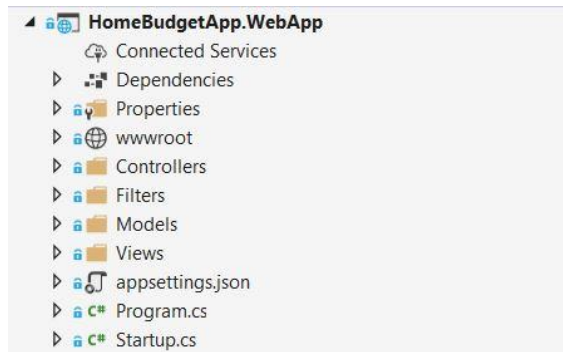 HomeBudgetApp.WebApp
Connected Services
Dependencies
Properties
wwwroot
Controllers
Filters
Models
Views
appsettings.json
C# Program.cs
C# Startup.cs